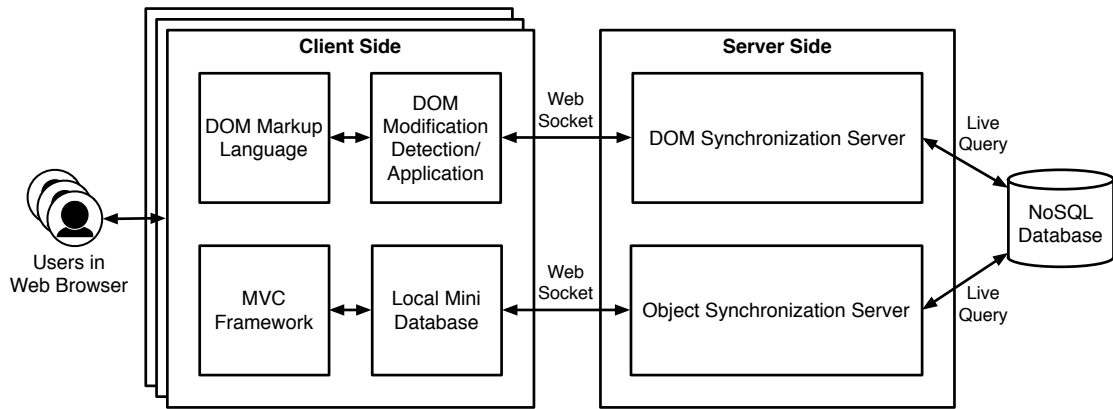 Client Side
Server Side
DOM Markup
Language
DOM
Modification
Detection/
Application
Web
Socket
DOM Synchronization Server
Live
Query
NoSQL
Database
Users in
Web Browser
MVC
Framework
Local Mini
Database
Web
Socket
Object Synchronization Server
Live
Query